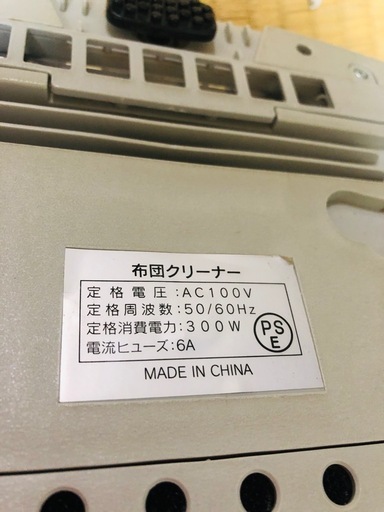 布団クリーナー
定格電圧:AC100V
定格周波数:50/60Hz
定格消費電力:300W
電流ヒューズ:6A
PS
E
MADE IN CHINA